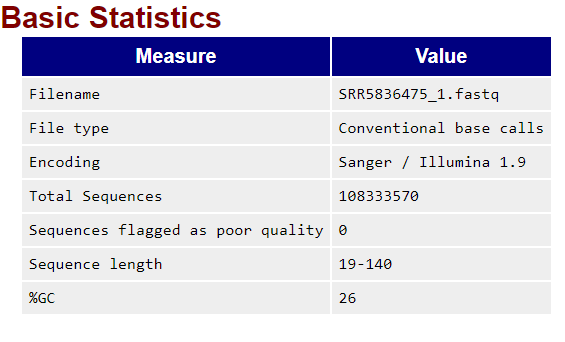 Basic Statistics
Measure Value
Filename SRR5836475_1.fastq
File type Conventional base calls
Encoding Sanger / Illumina 1.9
Total Sequences 108333570
Sequences flagged as poor quality 0
Sequence length 19-140
%GC 26